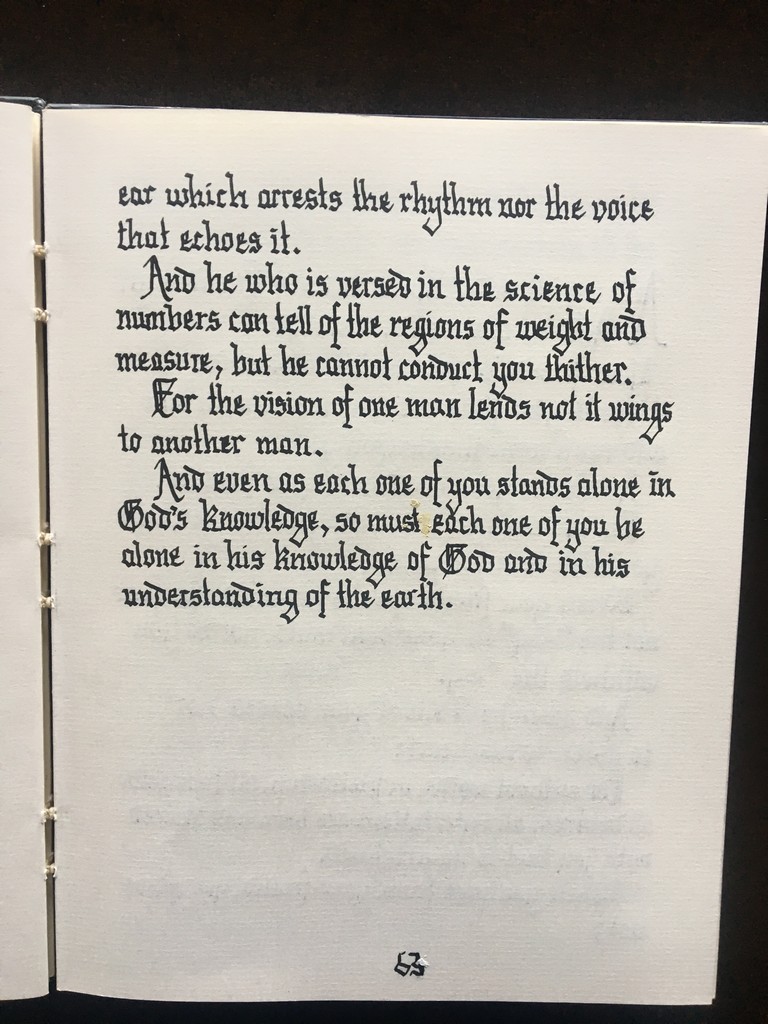 ear which arrests the rhythm nor the voice
that echoes it.
And he who is versed in the science of
numbers can tell of the regions of weight and
measure, but he cannot conduct you thither.
For the vision of one man lends not it wings
to another man.
And even as each one of you stands alone in
God's knowledge, so must each one of you be
alone in his knowledge of God and in his
understanding of the earth.
63